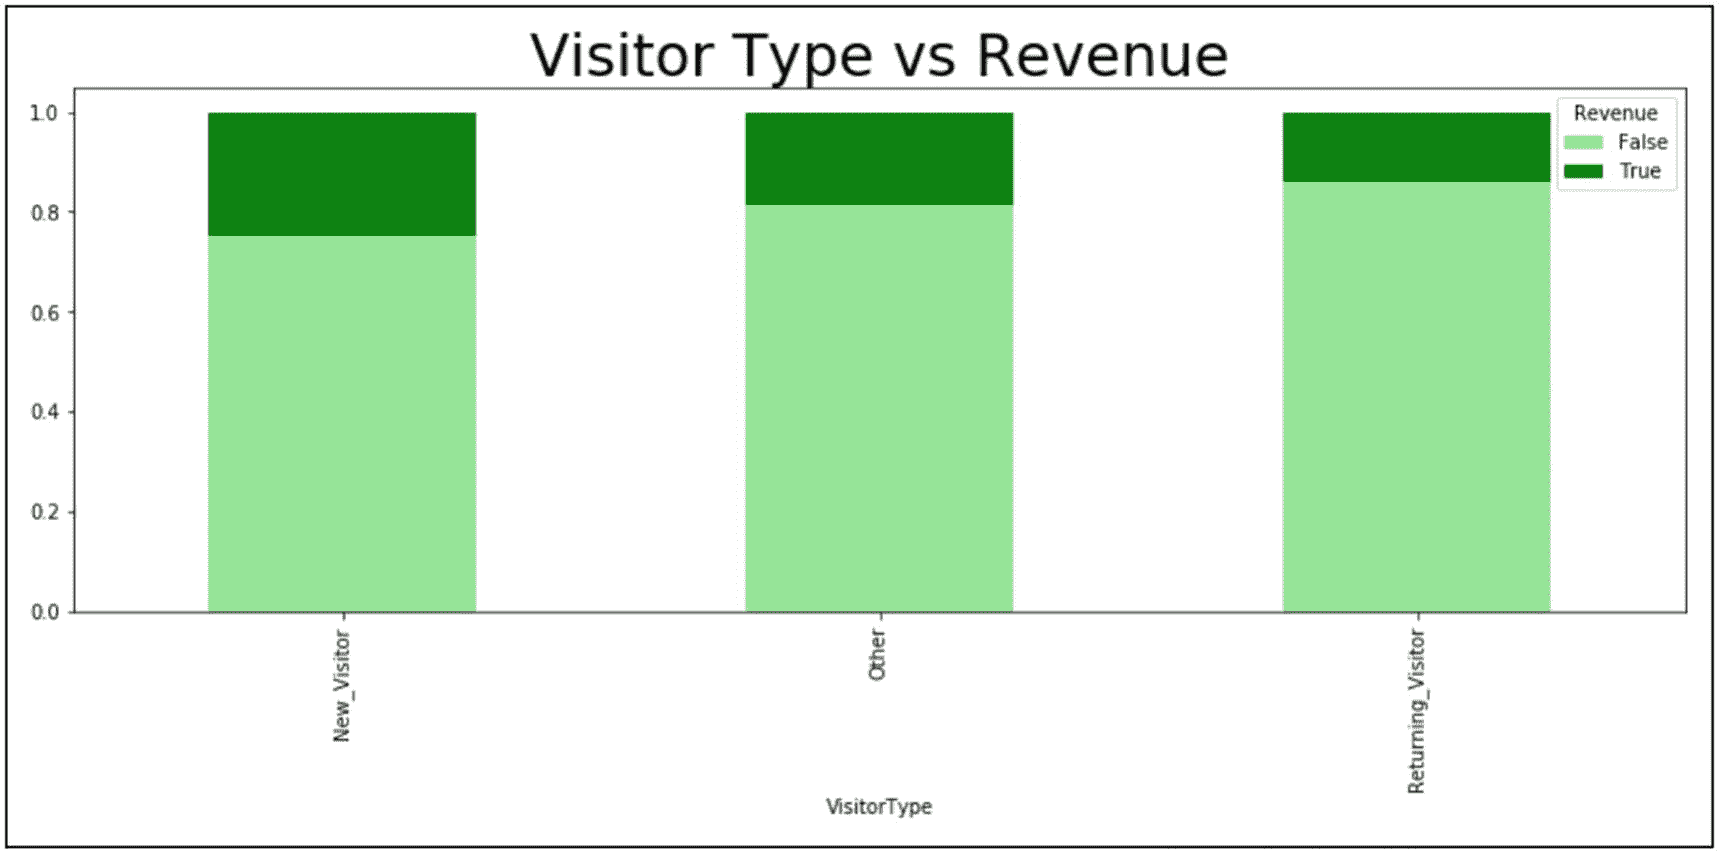 Visitor Type vs Revenue
Revenue
False
True
1.0
0.8
0.6
0.4
0.2
0.0
New_Visitor
Other
Returning_Visitor
VisitorType